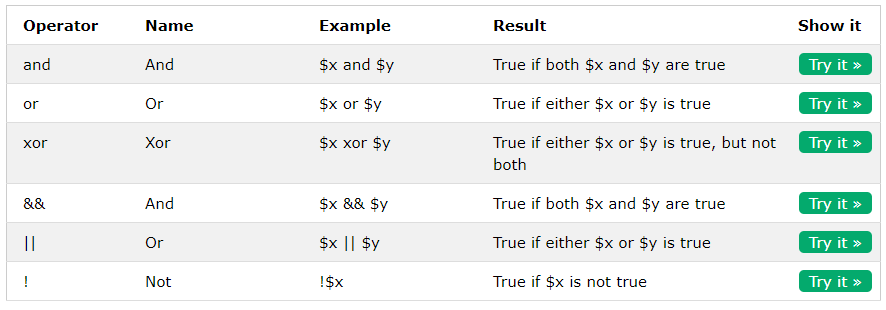 Operator Name Example Result Show it
and And $x and $y True if both $x and $y are true Try it »
or Or $x or $y True if either $x or $y is true Try it »
xor Xor $x xor $y True if either $x or $y is true, but not Try it »
both
&& And $x && $y True if both $x and $y are true Try it »
|| Or $x || $y True if either $x or $y is true Try it »
! Not !$x True if $x is not true Try it »